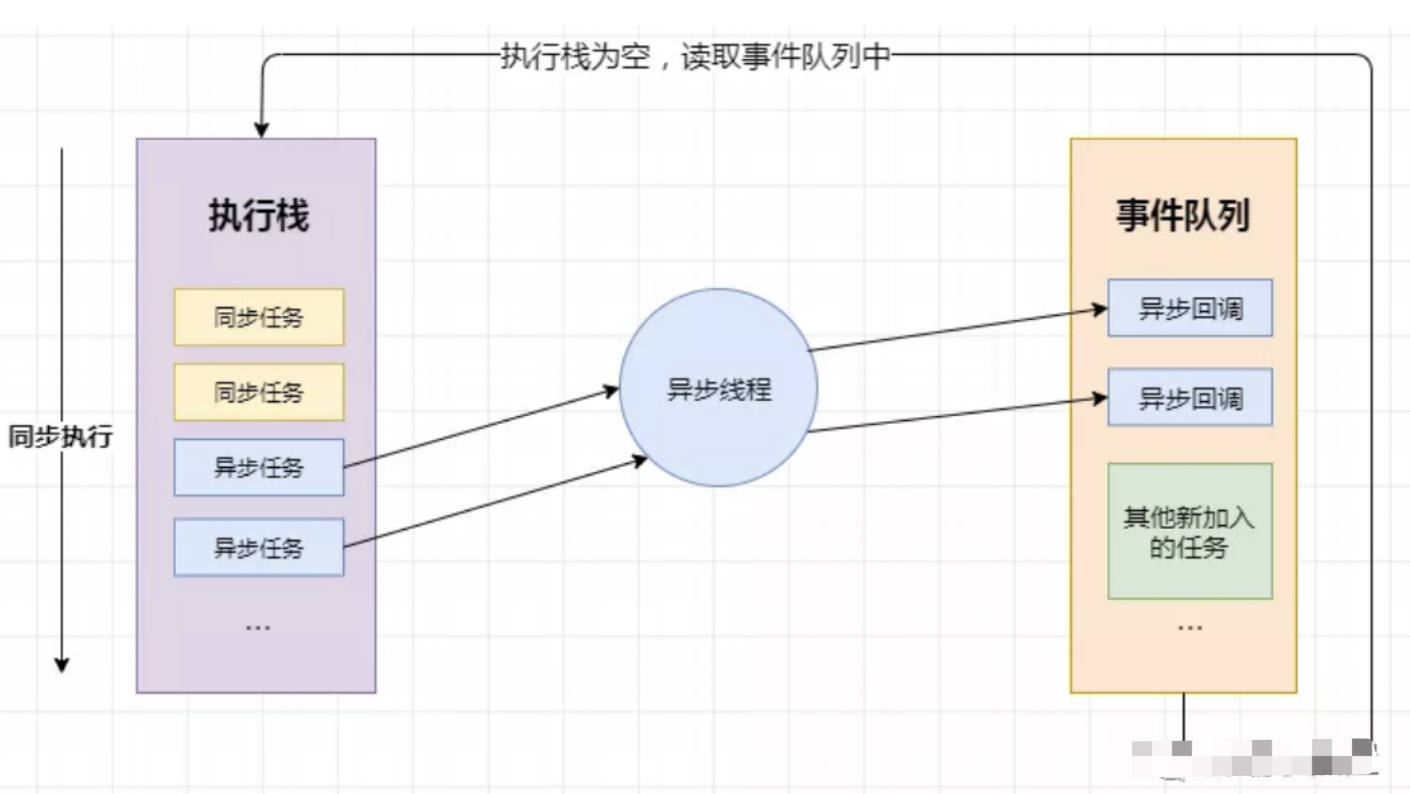 执行栈为空，读取事件队列中
执行栈
同步任务
同步任务
异步任务
异步任务
...
同步执行
异步线程
事件队列
异步回调
异步回调
其他新加入
的任务
...